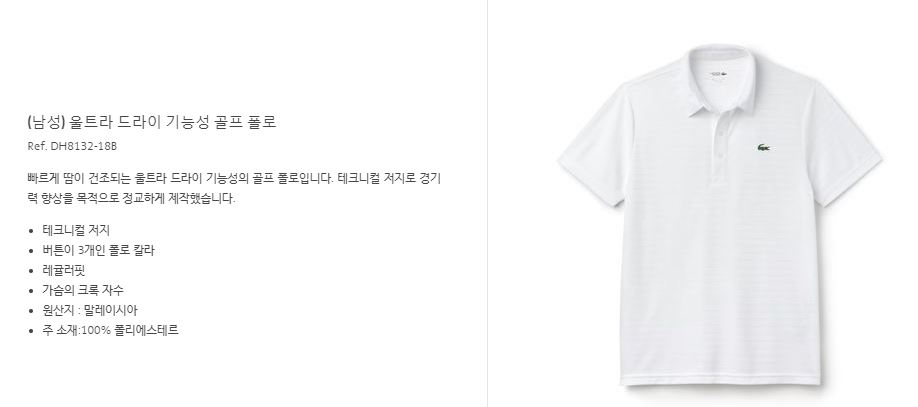 (남성) 울트라 드라이 기능성 골프 폴로
Ref. DH8132-18B
빠르게 땀이 건조되는 울트라 드라이 기능성의 골프 폴로입니다. 테크니컬 저지로 경기
력 향상을 목적으로 정교하게 제작했습니다.
• 테크니컬 저지
• 버튼이 3개인 폴로 칼라
• 레귤러핏
• 가슴의 크록 자수
• 원산지 : 말레이시아
• 주 소재:100% 폴리에스테르